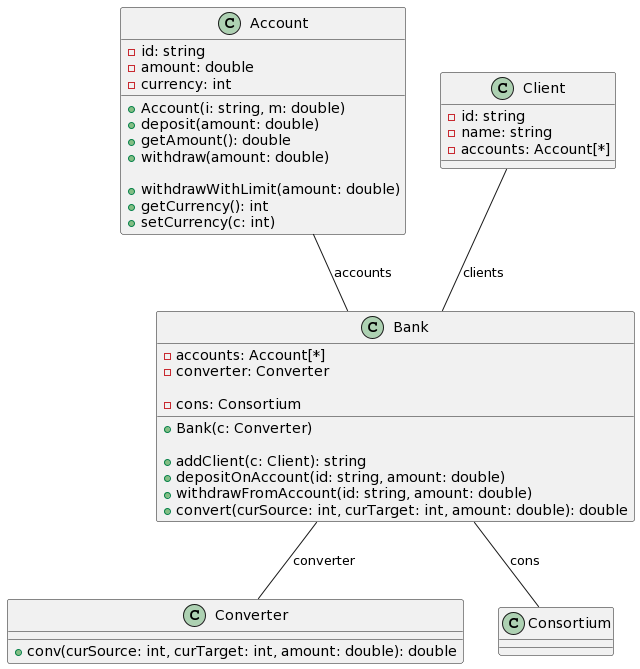 C Account
id: string
amount: double
currency: int
Account(i: string, m: double)
deposit(amount: double)
getAmount(): double
withdraw(amount: double)
withdrawWithLimit(amount: double)
getCurrency(): int
setCurrency(c: int)
C Client
id: string
name: string
accounts: Account[*]
accounts
clients
C Bank
accounts: Account[*]
converter: Converter
cons: Consortium
Bank(c: Converter)
addClient(c: Client): string
depositOnAccount(id: string, amount: double)
withdrawFromAccount(id: string, amount: double)
convert(curSource: int, curTarget: int, amount: double): double
converter
cons
C Converter
conv(curSource: int, curTarget: int, amount: double): double
C Consortium